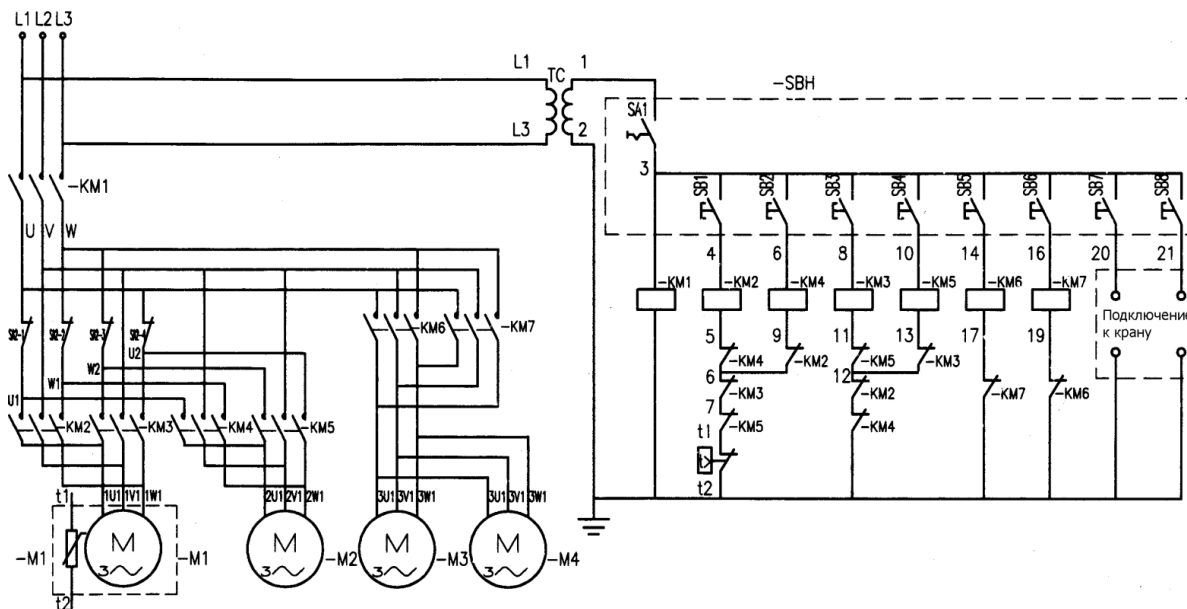 L1 L2 L3
L1 TC 1
-SBH
SA1
L3 2
3
-KM1
SB1 SB2 SB3 SB4 SB5 SB6 SB7 SB8
U V W
4 6 8 10 14 16 20 21
-KM1 -KM2 -KM4 -KM3 -KM5 -KM6 -KM7
Подключение
к крану
-KM6 -KM7
5 9 11 13 17 19
U2
W2
-KM4 -KM2 -KM5 -KM3
W1
6 12
-KM3 -KM2 -KM7 -KM6
U1
7
-KM2 -KM3 -KM4 -KM5
t1 -KM5 -KM4
t
t2
t1 1U1 1V1 1W1 2U1 2V1 2W1 3U1 3V1 3W1 3U1 3V1 3W1
-M1 M 3 -M1 M 3 -M2 M 3 -M3 M 3 -M4
t2